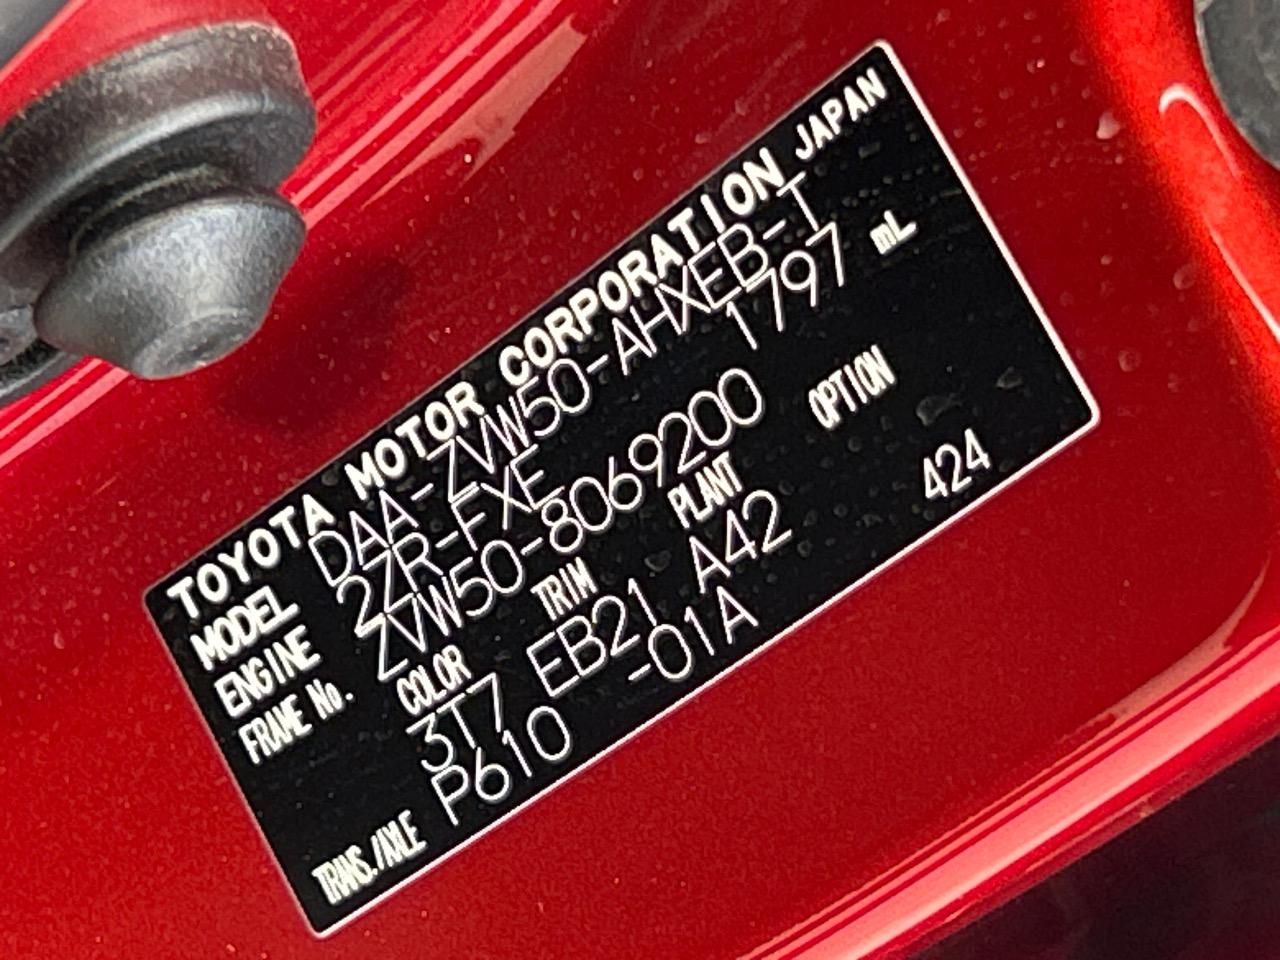 TOYOTA MOTOR CORPORATION JAPAN
MODEL DAA-ZVW50-AHXEB-T
ENGINE 2ZR-FXE 1797 mL
FRAME No. ZVW50-8069200
COLOR TRIM PLANT OPTION
3T7 EB21 A42 424
TRANS./AXLE P610 -01A